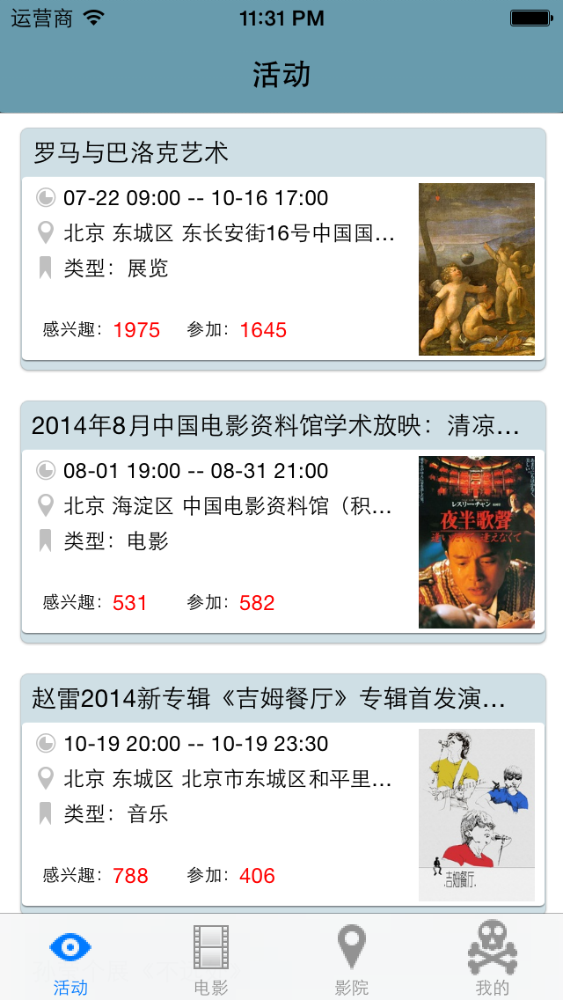 运营商 11:31 PM
活动
罗马与巴洛克艺术
07-22 09:00 -- 10-16 17:00
北京 东城区 东长安街16号中国国...
类型：展览
感兴趣：1975 参加：1645
2014年8月中国电影资料馆学术放映：清凉...
08-01 19:00 -- 08-31 21:00
北京 海淀区 中国电影资料馆（积...
类型：电影
感兴趣：531 参加：582
レスリー・チャン
夜半歌聲
逢いたくて、逢えなくて
赵雷2014新专辑《吉姆餐厅》专辑首发演...
10-19 20:00 -- 10-19 23:30
北京 东城区 北京市东城区和平里...
类型：音乐
感兴趣：788 参加：406
.吉姆餐厅.
活动 电影 影院 我的